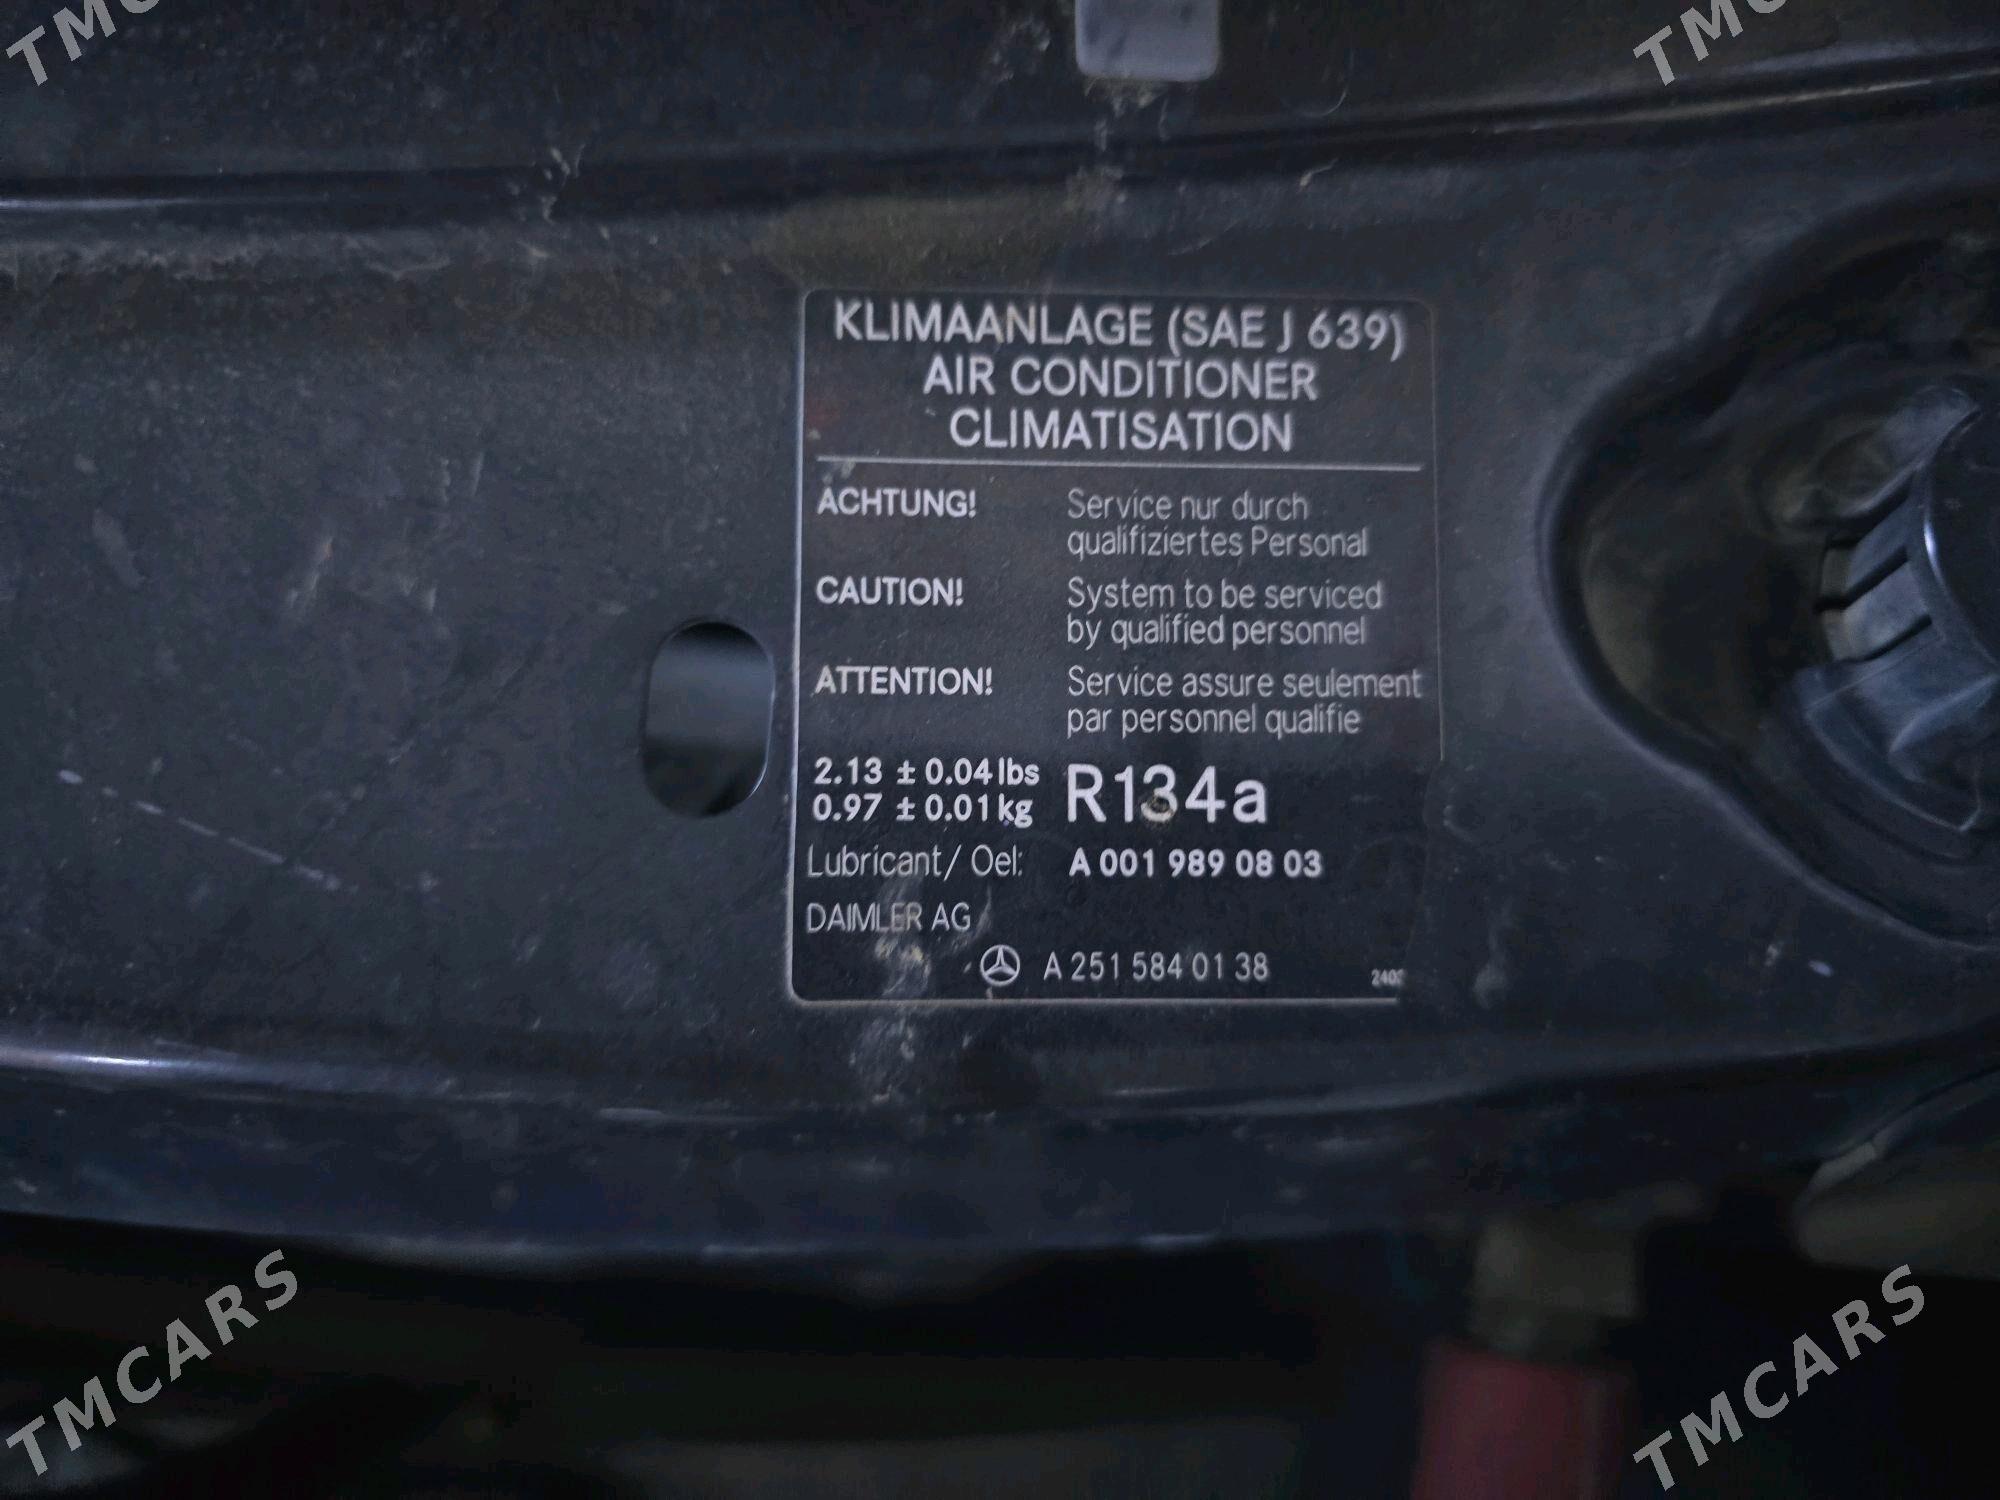 TM
TM
KLIMAANLAGE (SAE J 639)
AIR CONDITIONER
CLIMATISATION
ACHTUNG! Service nur durch
qualifiziertes Personal
CAUTION! System to be serviced
by qualified personnel
ATTENTION! Service assure seulement
par personnel qualifie
2.13 ± 0.04 lbs R134a
0.97 ± 0.01 kg
Lubricant/ Oel: A 001 989 08 03
DAIMLER AG
A 251 584 01 38
TMCARS
TMCARS